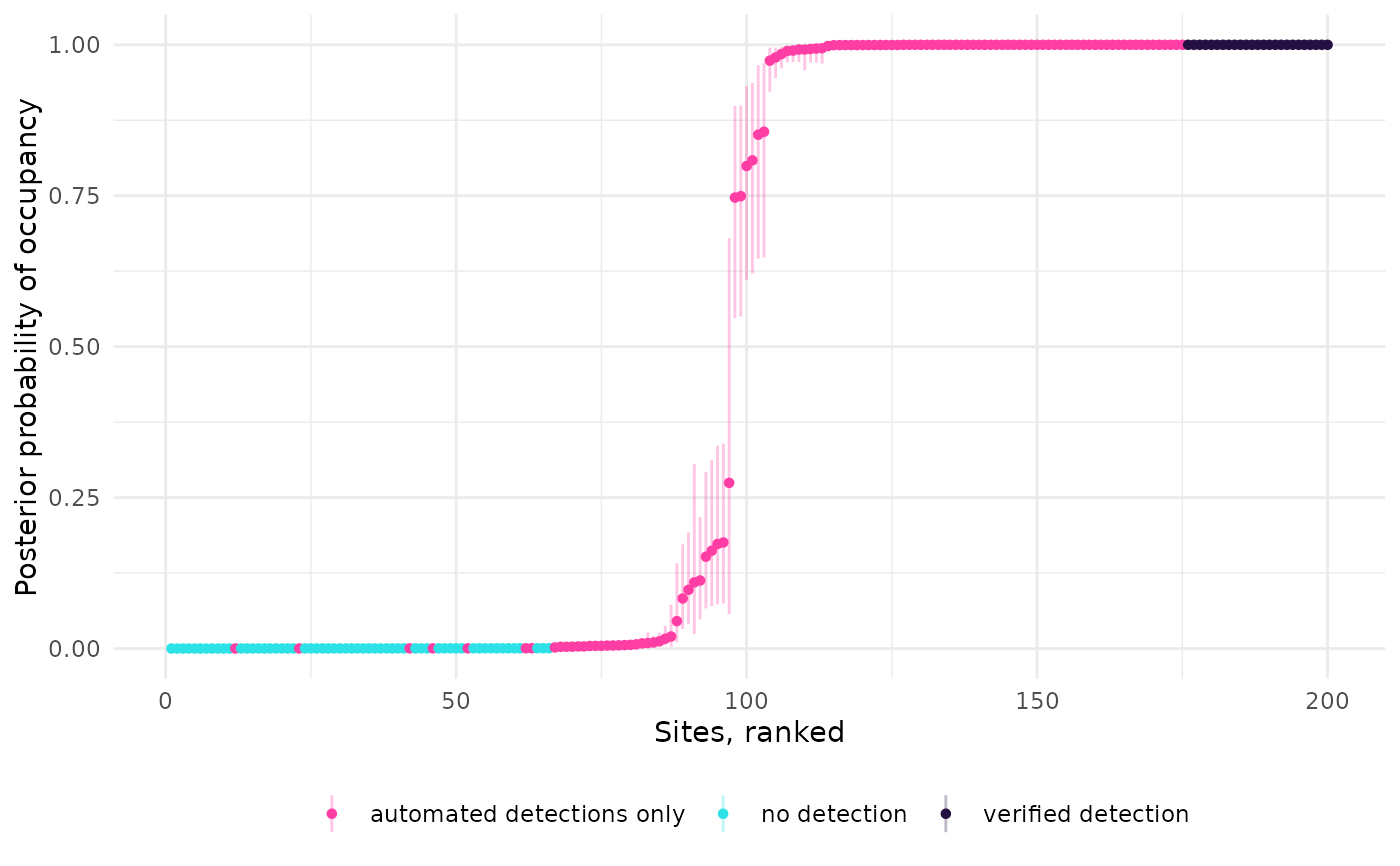 Posterior probability of occupancy
1.00
0.75
0.50
0.25
0.00
0 50 100 150 200
Sites, ranked
automated detections only no detection verified detection